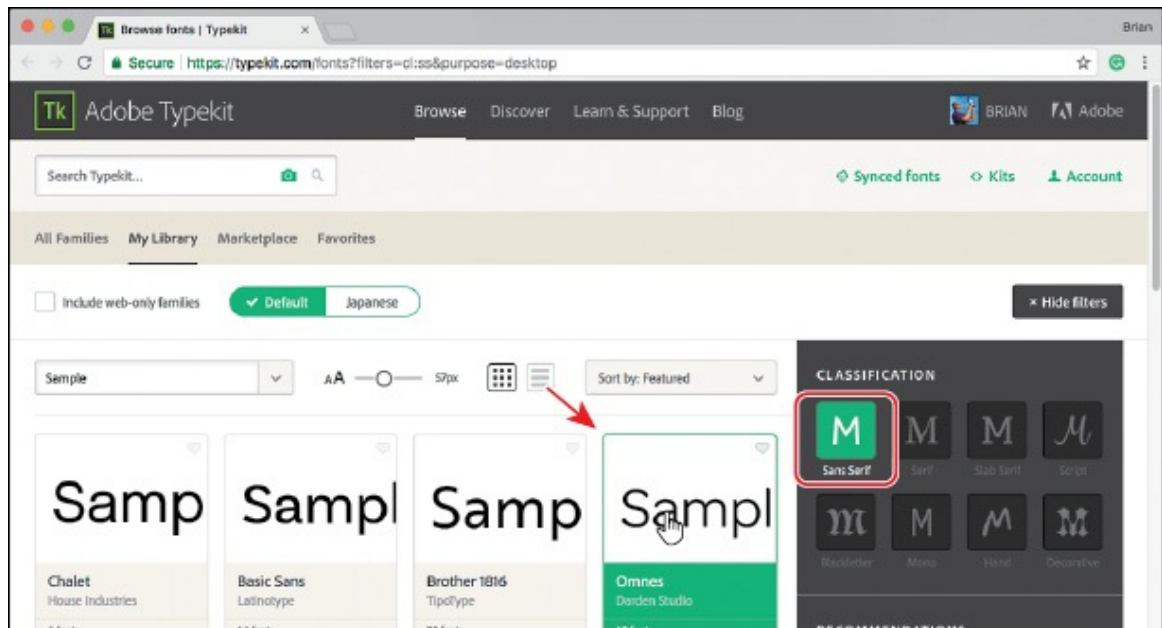 Browse fonts | Typekit
Brian
Secure https://typekit.com/fonts?filters=cl:ss&purpose=desktop
Tk Adobe Typekit Browse Discover Learn & Support Blog BRIAN Adobe
Search Typekit... Synced fonts <> Kits Account
All Families My Library Marketplace Favorites
Include web-only families Default Japanese × Hide filters
Sample AA 57px Sort by: Featured
CLASSIFICATION
M M M M
Sans Serif Serif Slab Serif Script
Samp Sampl Samp Sampl
M M M M
Blackletter Mono Hand Decorative
Chalet Basic Sans Brother 1816 Omnes
House Industries Latinotype TipoType Darden Studio
RECOMMENDATIONS